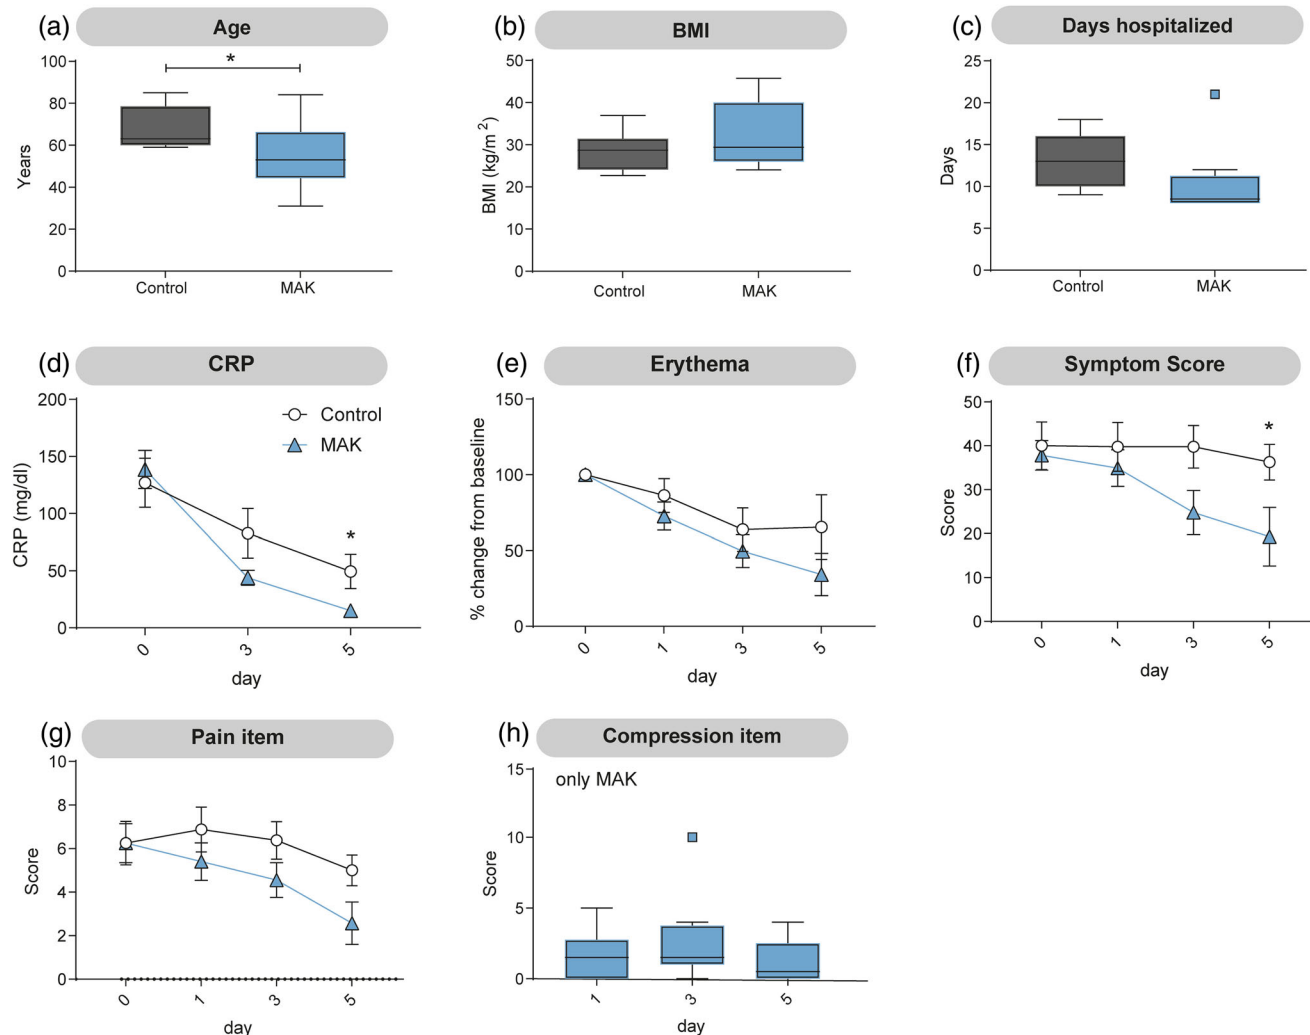 (a) Age
100
80
60
40
20
0
Years
*
Control MAK
(b) BMI
50
40
30
20
10
0
BMI (kg/m²)
Control MAK
(c) Days hospitalized
25
20
15
10
5
0
Days
Control MAK
(d) CRP
200
150
100
50
0
CRP (mg/dl)
Control
MAK
*
0 3 5
day
(e) Erythema
150
100
50
0
% change from baseline
0 1 3 5
day
(f) Symptom Score
50
40
30
20
10
0
Score
*
0 1 3 5
day
(g) Pain item
10
8
6
4
2
0
Score
0 1 3 5
day
(h) Compression item
only MAK
15
10
5
0
Score
1 3 5
day